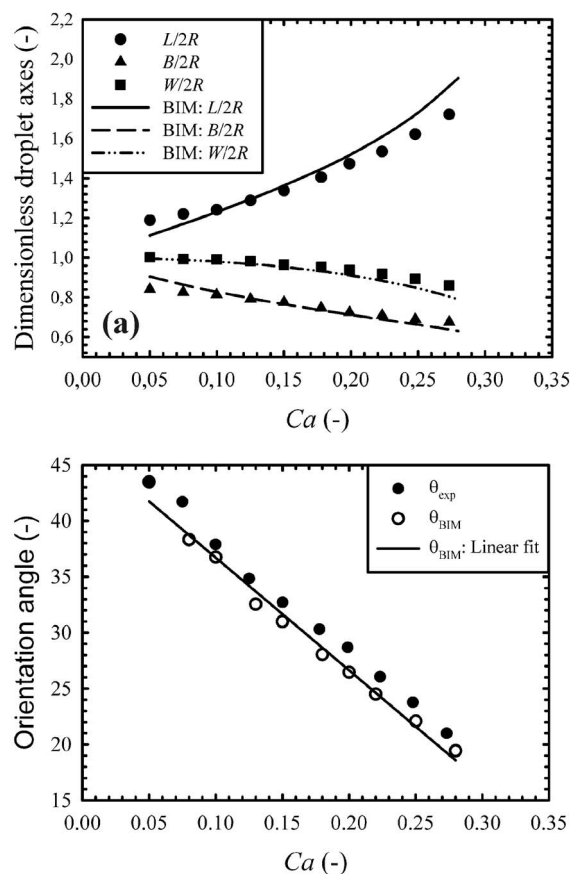 Dimensionless droplet axes (-)
2,2
2,0
1,8
1,6
1,4
1,2
1,0
0,8
0,6
L/2R
B/2R
W/2R
BIM: L/2R
BIM: B/2R
BIM: W/2R
(a)
0,00 0,05 0,10 0,15 0,20 0,25 0,30 0,35
Ca (-)
Orientation angle (-)
45
40
35
30
25
20
15
θexp
θBIM
θBIM: Linear fit
0.00 0.05 0.10 0.15 0.20 0.25 0.30 0.35
Ca (-)